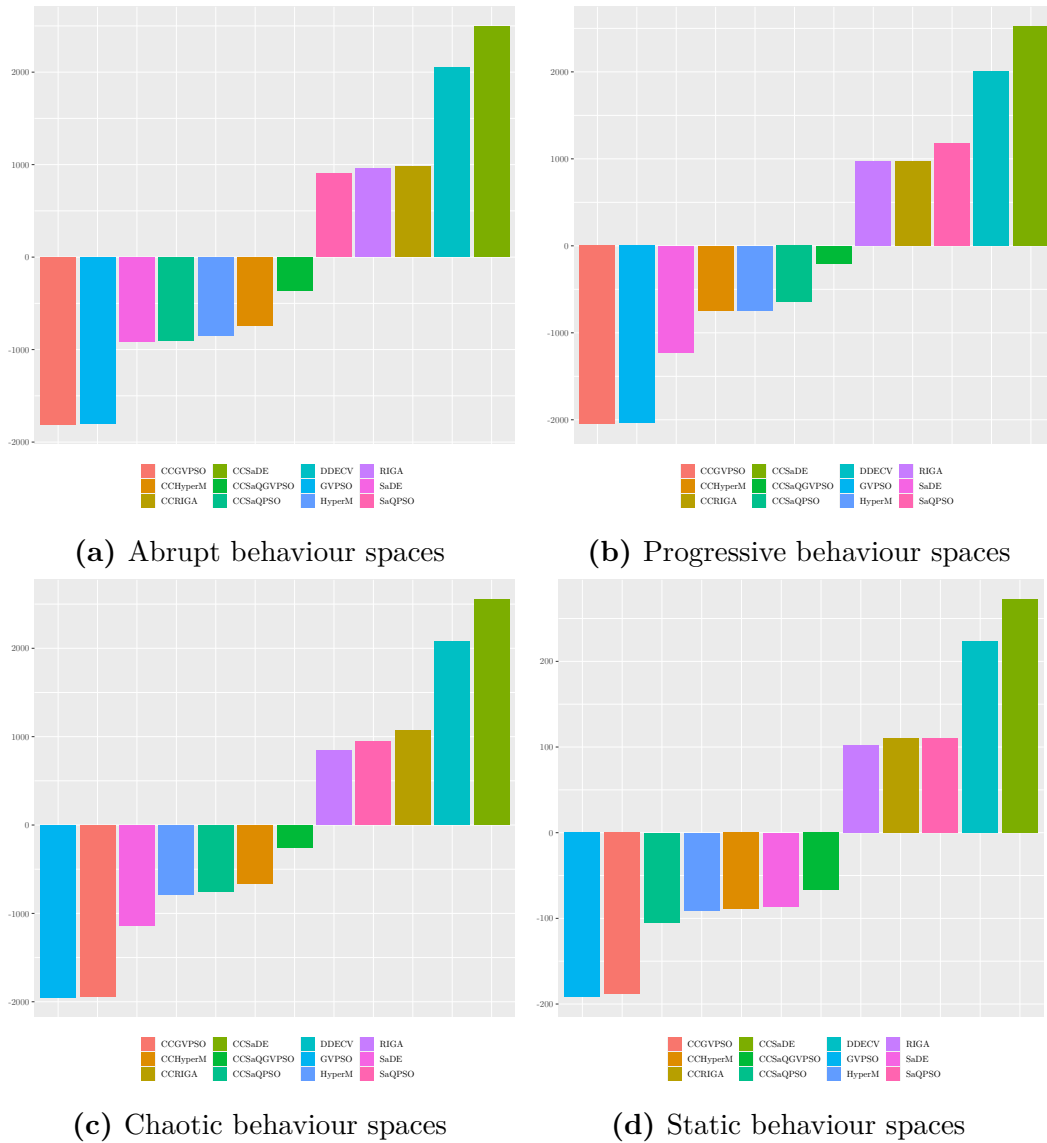 2000
1000
0
-1000
-2000
CCGVPSO CCSaDE DDECV RIGA
CCHyperM CCSaQGVPSO GVPSO SaDE
CCRIGA CCSaQPSO HyperM SaQPSO
(a) Abrupt behaviour spaces
2000
1000
0
-1000
-2000
CCGVPSO CCSaDE DDECV RIGA
CCHyperM CCSaQGVPSO GVPSO SaDE
CCRIGA CCSaQPSO HyperM SaQPSO
(b) Progressive behaviour spaces
2000
1000
0
-1000
-2000
CCGVPSO CCSaDE DDECV RIGA
CCHyperM CCSaQGVPSO GVPSO SaDE
CCRIGA CCSaQPSO HyperM SaQPSO
(c) Chaotic behaviour spaces
200
100
0
-100
-200
CCGVPSO CCSaDE DDECV RIGA
CCHyperM CCSaQGVPSO GVPSO SaDE
CCRIGA CCSaQPSO HyperM SaQPSO
(d) Static behaviour spaces